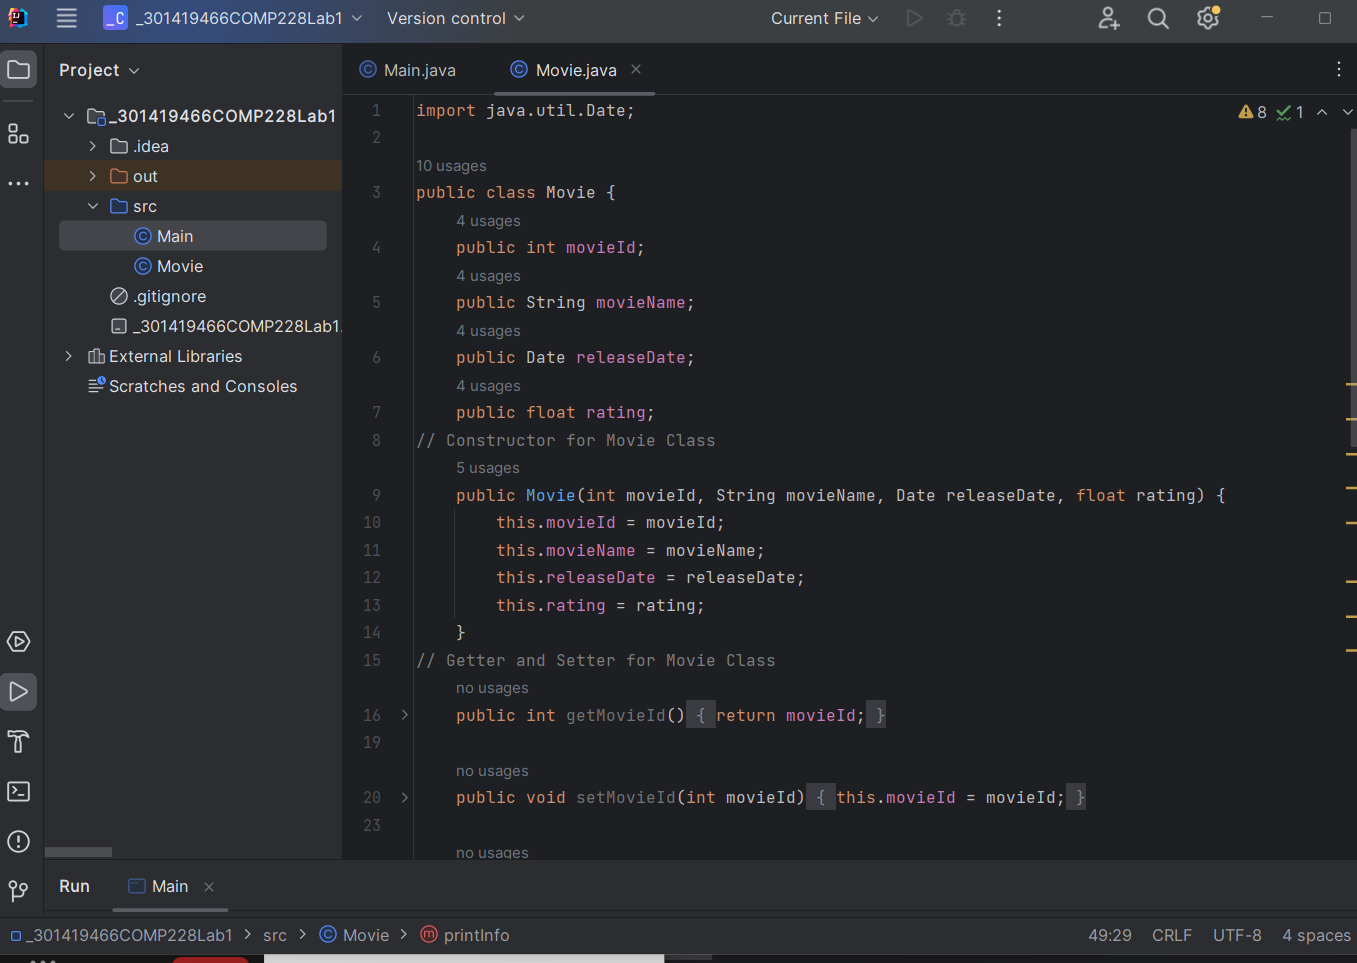 _C _301419466COMP228Lab1 Version control Current File
Project
Main.java Movie.java
_301419466COMP228Lab1
.idea
out
src
Main
Movie
.gitignore
_301419466COMP228Lab1.
External Libraries
Scratches and Consoles
8 1
1 import java.util.Date;
2
10 usages
3 public class Movie {
4 usages
4 public int movieId;
4 usages
5 public String movieName;
4 usages
6 public Date releaseDate;
4 usages
7 public float rating;
8 // Constructor for Movie Class
5 usages
9 public Movie(int movieId, String movieName, Date releaseDate, float rating) {
10 this.movieId = movieId;
11 this.movieName = movieName;
12 this.releaseDate = releaseDate;
13 this.rating = rating;
14 }
15 // Getter and Setter for Movie Class
no usages
16 public int getMovieId() { return movieId; }
19
no usages
20 public void setMovieId(int movieId) { this.movieId = movieId; }
23
no usages
Run Main
_301419466COMP228Lab1 > src > Movie > printInfo 49:29 CRLF UTF-8 4 spaces